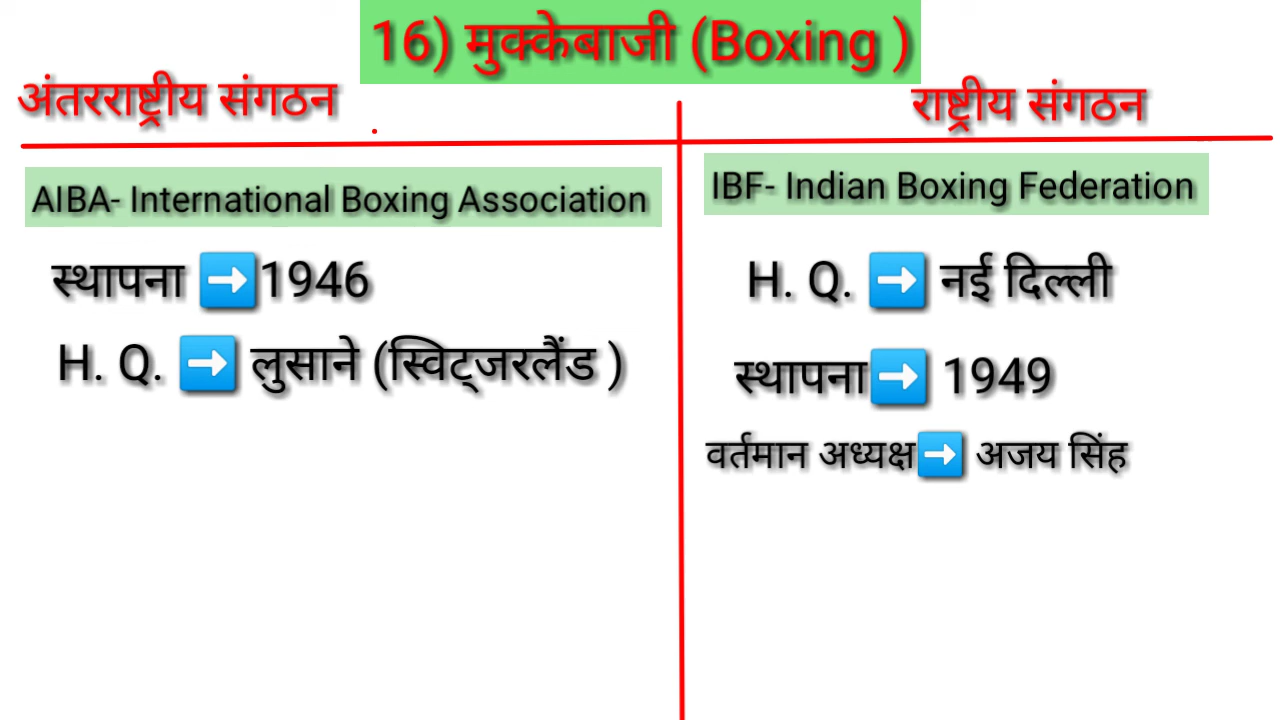 16) मुक्केबाजी (Boxing )
अंतरराष्ट्रीय संगठन
AIBA- International Boxing Association
स्थापना ➡1946
H. Q. ➡ लुसाने (स्विट्जरलैंड )
राष्ट्रीय संगठन
IBF- Indian Boxing Federation
H. Q. ➡ नई दिल्ली
स्थापना➡ 1949
वर्तमान अध्यक्ष➡ अजय सिंह